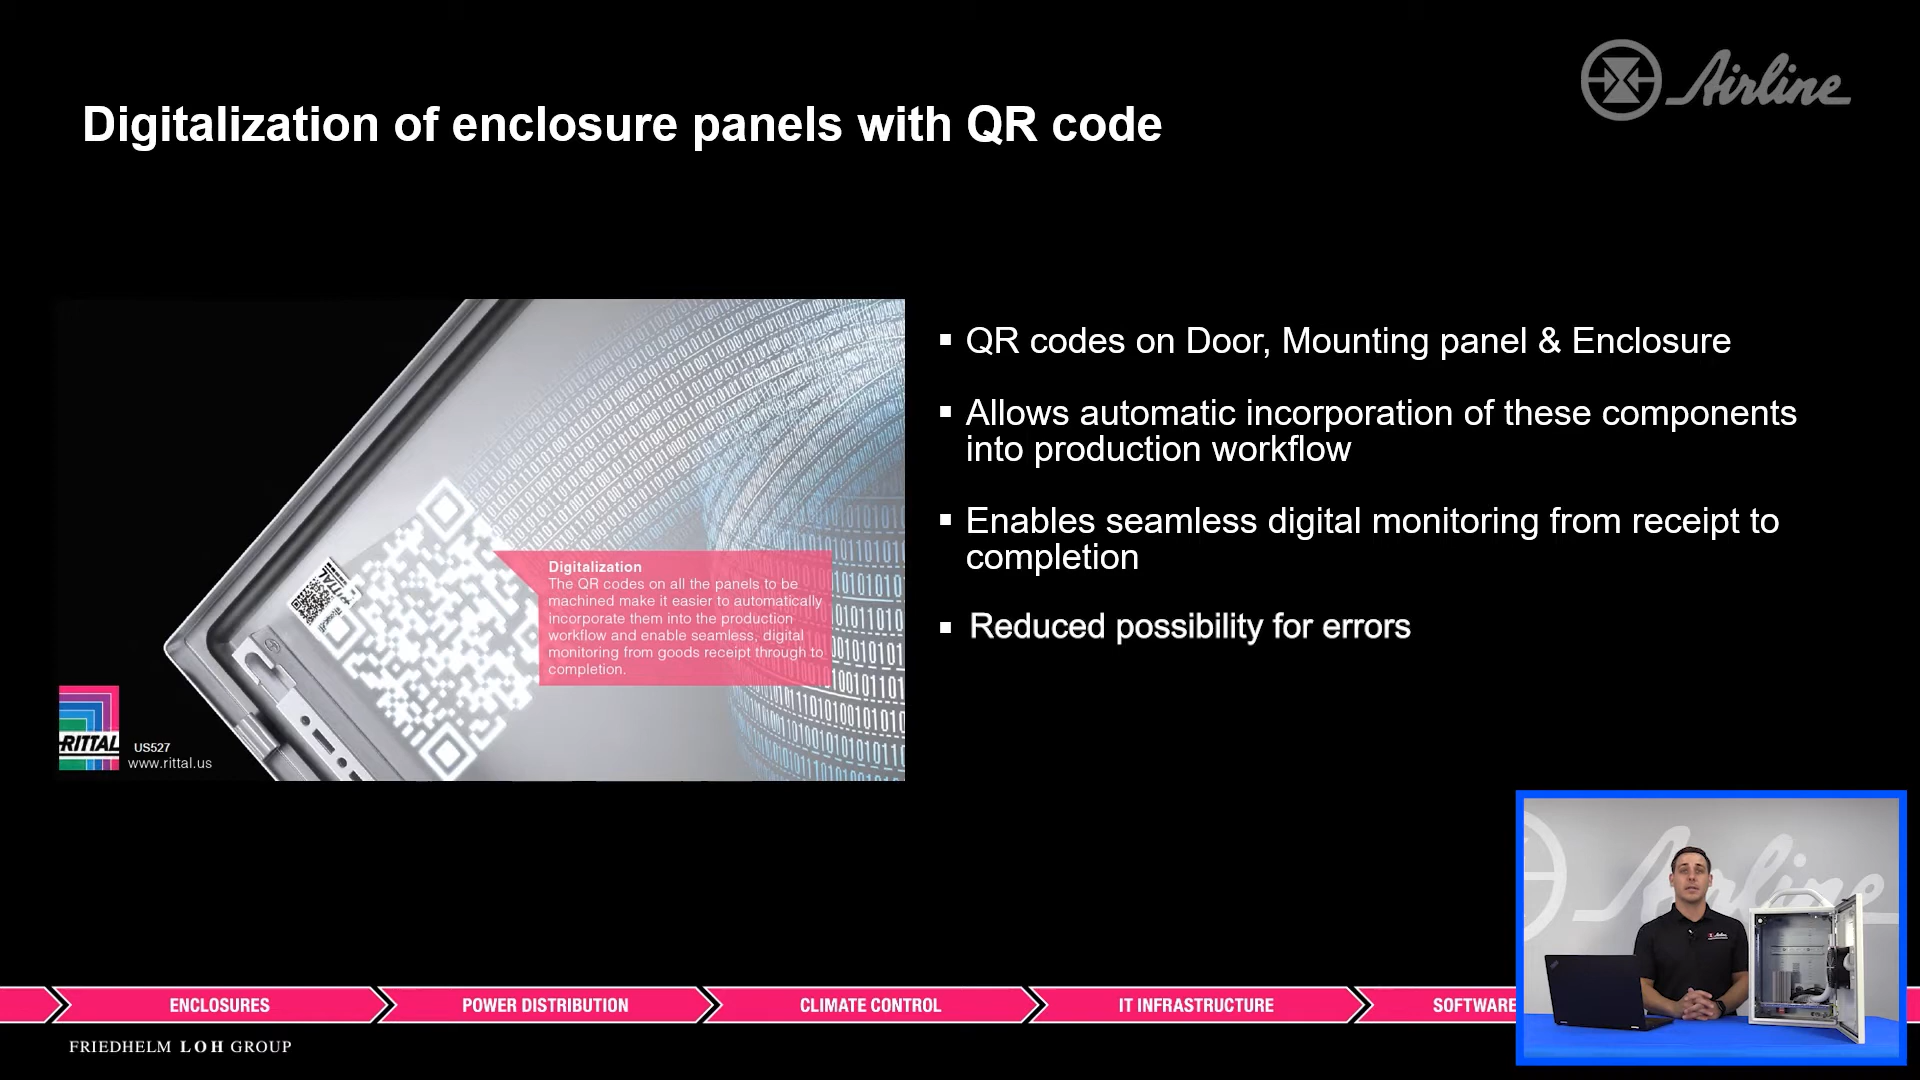 Airline
Digitalization of enclosure panels with QR code
▪ QR codes on Door, Mounting panel & Enclosure
▪ Allows automatic incorporation of these components
into production workflow
▪ Enables seamless digital monitoring from receipt to
completion
▪ Reduced possibility for errors
RITTAL
Digitalization
The QR codes on all the panels to be
machined make it easier to automatically
incorporate them into the production
workflow and enable seamless, digital
monitoring from goods receipt through to
completion.
RITTAL
US527
www.rittal.us
Airline
ENCLOSURES
POWER DISTRIBUTION
CLIMATE CONTROL
IT INFRASTRUCTURE
SOFTWARE
FRIEDHELM LOH GROUP